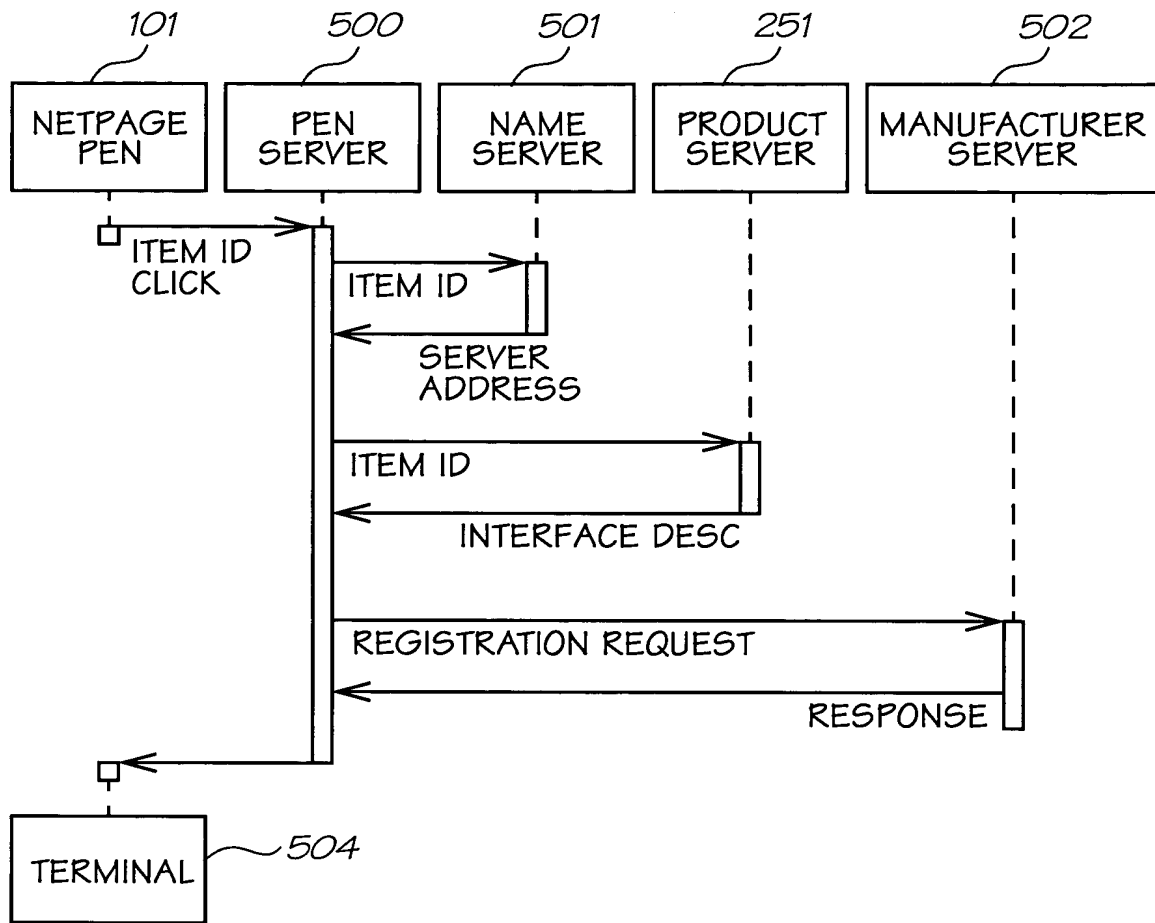 101
500
501
251
502
NETPAGE
PEN
PEN
SERVER
NAME
SERVER
PRODUCT
SERVER
MANUFACTURER
SERVER
ITEM ID
CLICK
ITEM ID
SERVER
ADDRESS
ITEM ID
INTERFACE DESC
REGISTRATION REQUEST
RESPONSE
TERMINAL
504